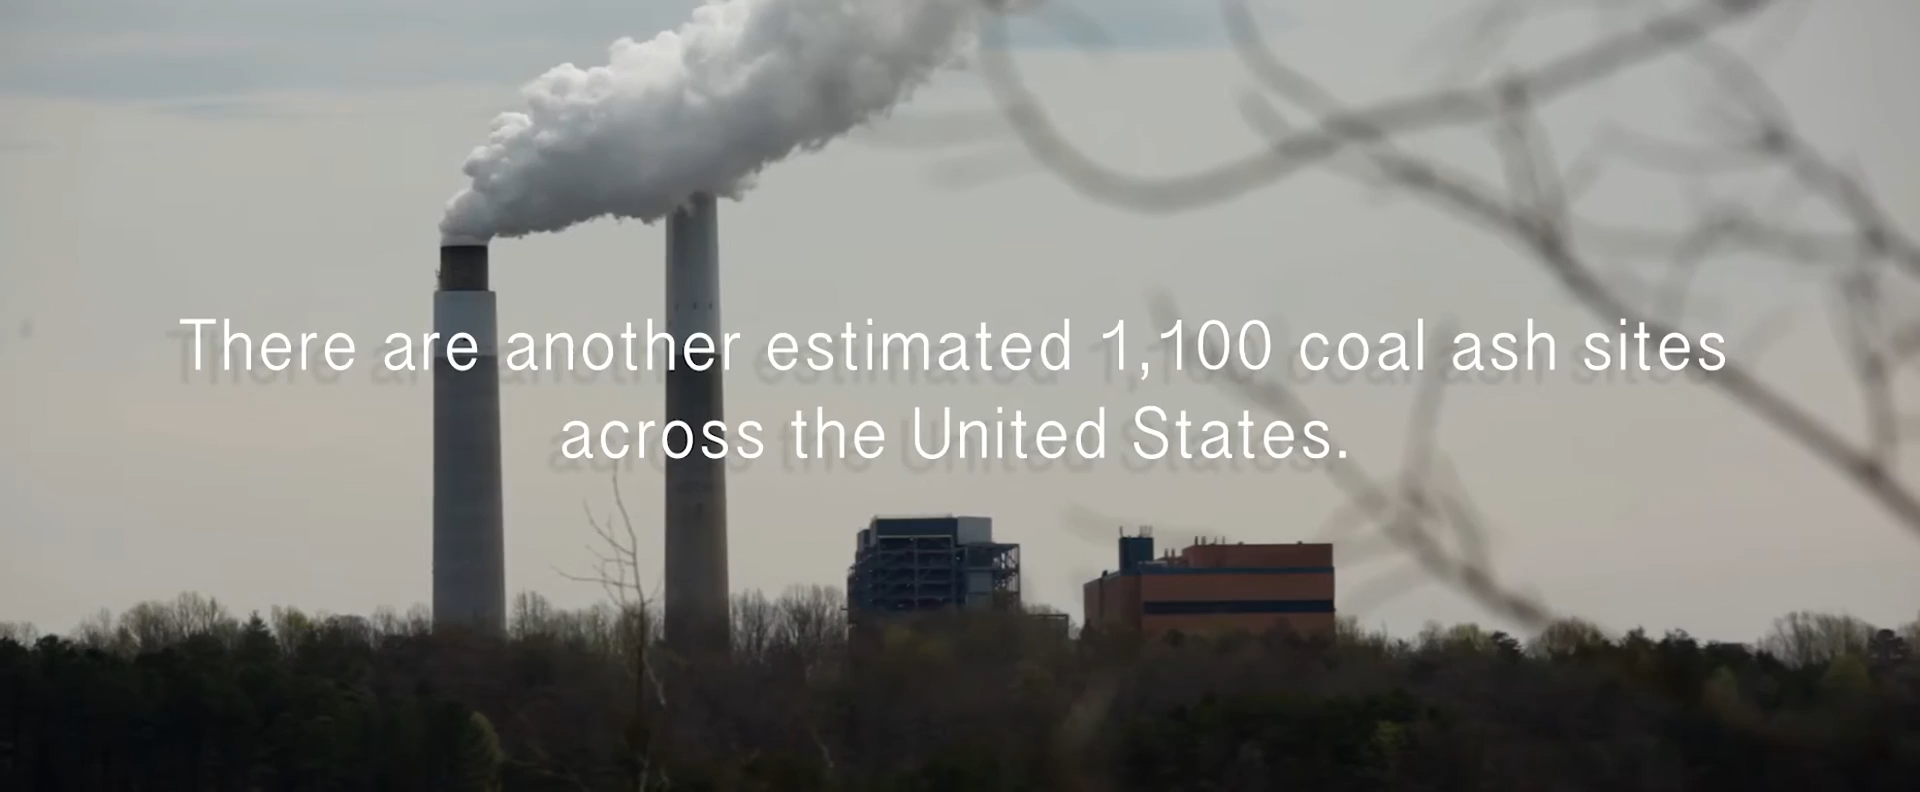 There are another estimated 1,100 coal ash sites
across the United States.